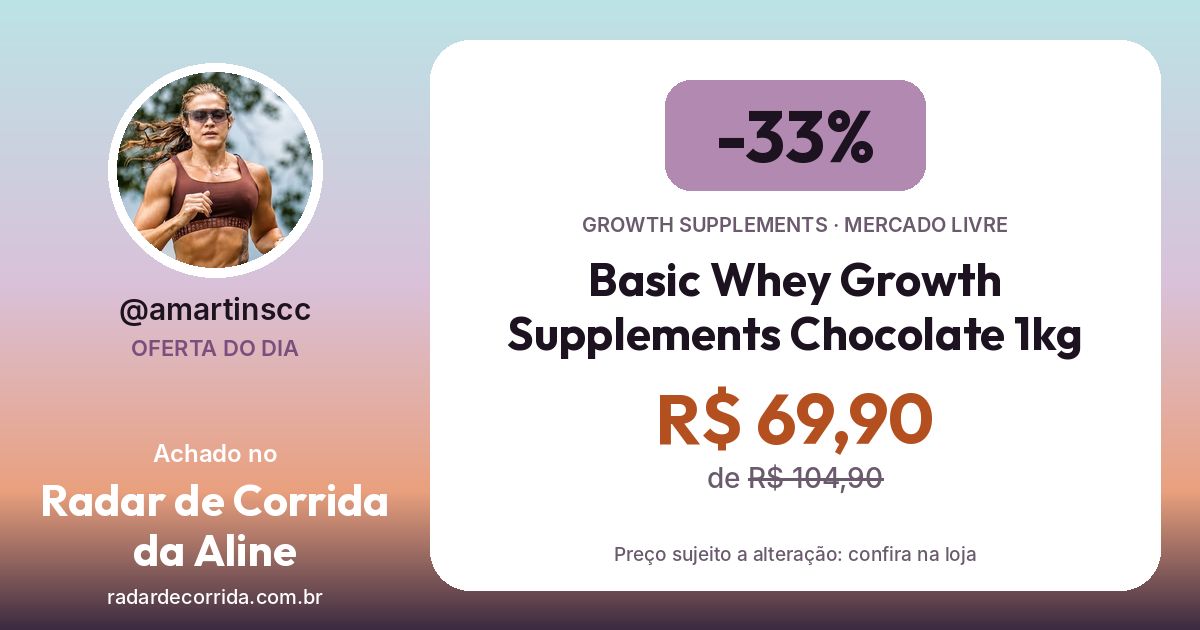 @amartinscc
OFERTA DO DIA
Achado no
Radar de Corrida
da Aline
radardecorrida.com.br
-33%
GROWTH SUPPLEMENTS · MERCADO LIVRE
Basic Whey Growth
Supplements Chocolate 1kg
R$ 69,90
de R$ 104,90
Preço sujeito a alteração: confira na loja